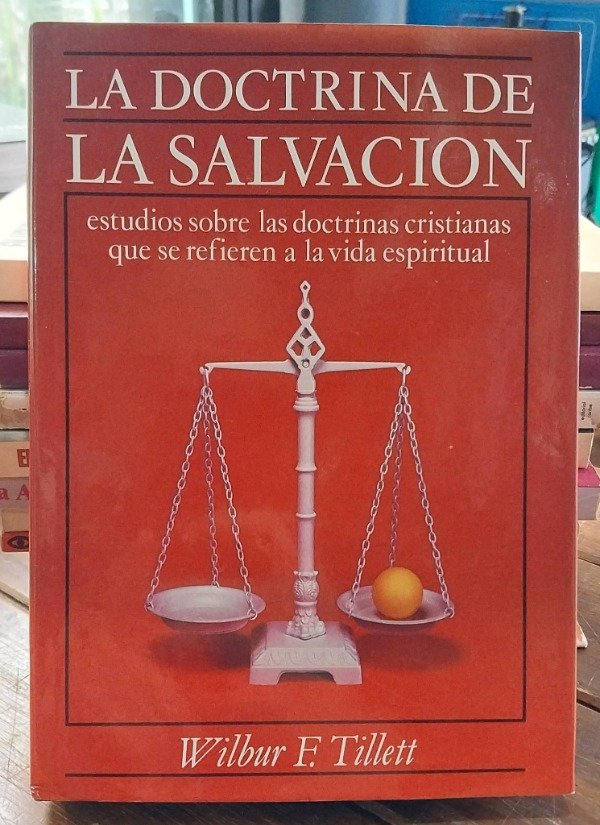 LA DOCTRINA DE
LA SALVACION
estudios sobre las doctrinas cristianas
que se refieren a la vida espiritual
Wilbur F. Tillett